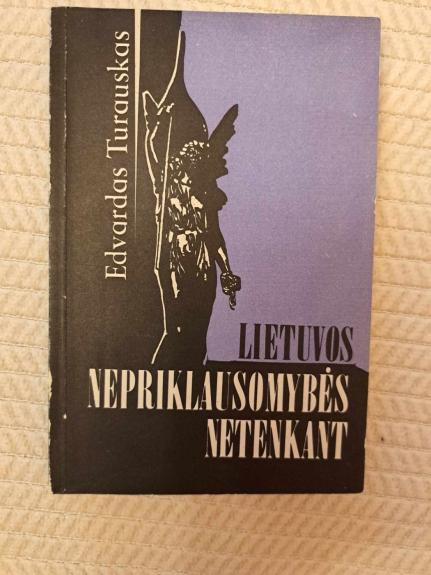 Edvardas Turauskas
LIETUVOS
NEPRIKLAUSOMYBĖS
NETENKANT